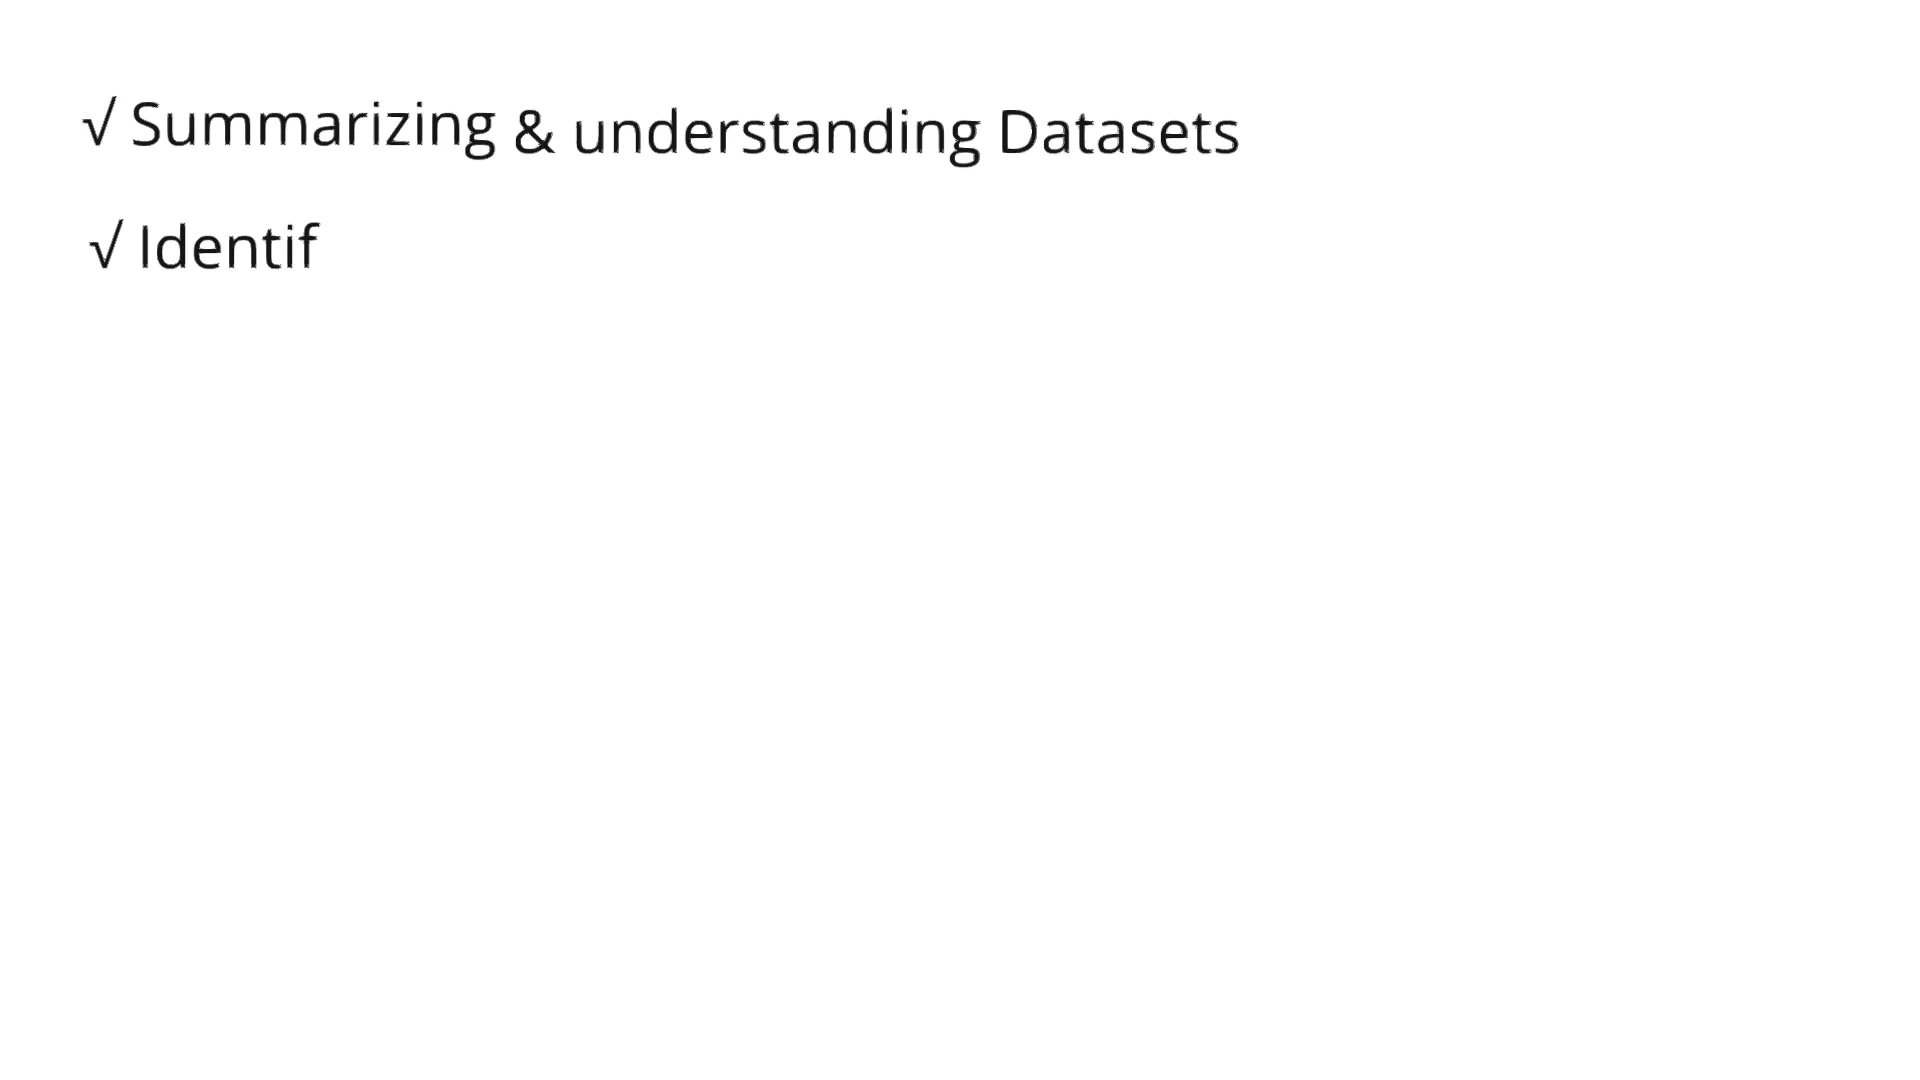 √ Summarizing & understanding Datasets
√ Identif